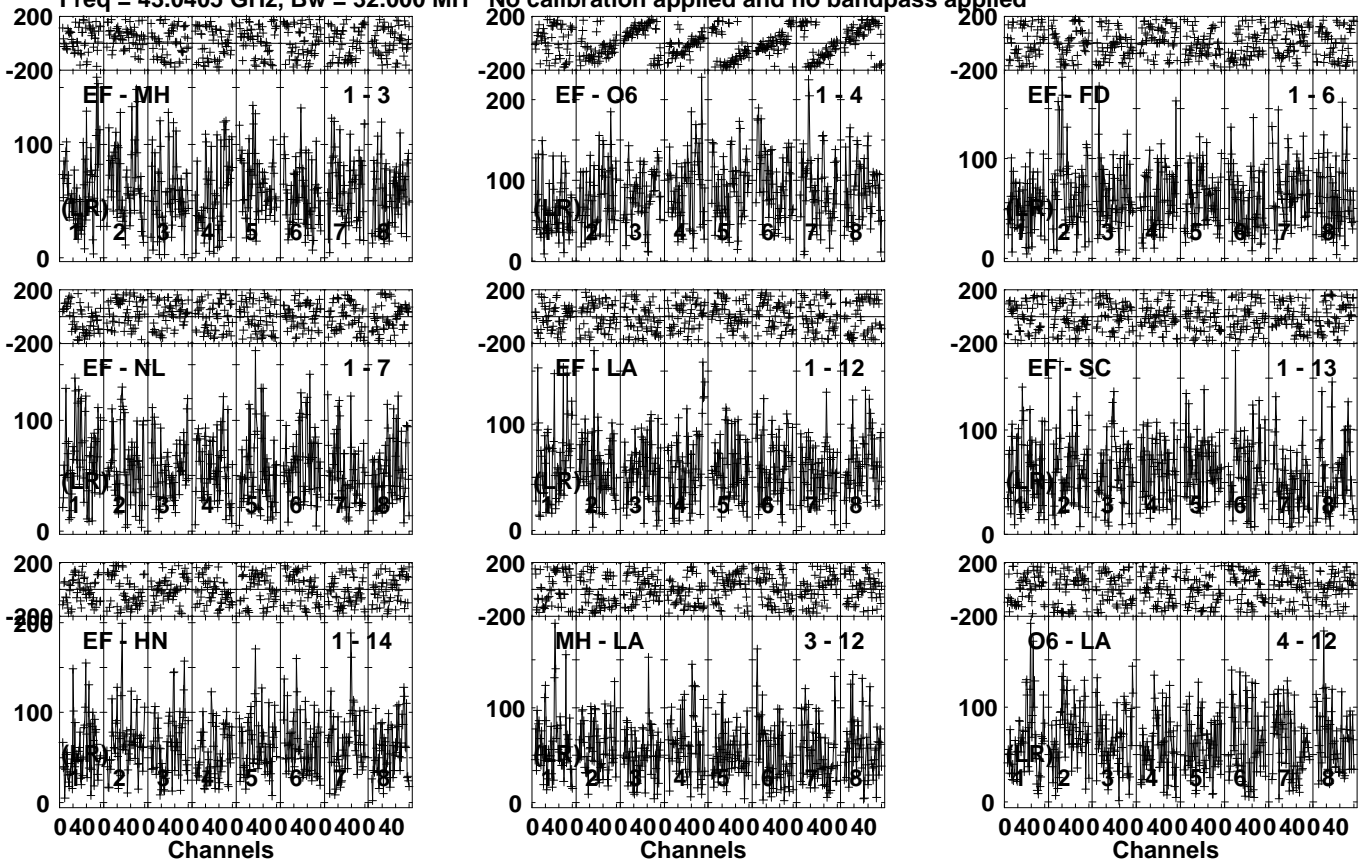 Freq = 43.0405 GHz, Bw = 32.000 MH No calibration applied and no bandpass applied
200
-200
EF - MH 1 - 3
100
0
(LR)
1 2 3 4 5 6 7 8
200
-200
EF - O6 1 - 4
200
100
0
(LR)
1 2 3 4 5 6 7 8
200
-200
EF - FD 1 - 6
100
0
(LR)
1 2 3 4 5 6 7 8
200
-200
EF - NL 1 - 7
100
0
(LR)
1 2 3 4 5 6 7 8
200
-200
EF - LA 1 - 12
100
0
(LR)
1 2 3 4 5 6 7 8
200
-200
EF - SC 1 - 13
100
0
(LR)
1 2 3 4 5 6 7 8
200
-200
200
EF - HN 1 - 14
100
0
(LR)
1 2 3 4 5 6 7 8
0 40 0 40 0 40 0 40 0 40 0 40 0 40 0 40
Channels
200
-200
MH - LA 3 - 12
100
0
(LR)
1 2 3 4 5 6 7 8
0 40 0 40 0 40 0 40 0 40 0 40 0 40 0 40
Channels
200
-200
O6 - LA 4 - 12
100
0
(LR)
1 2 3 4 5 6 7 8
0 40 0 40 0 40 0 40 0 40 0 40 0 40 0 40
Channels